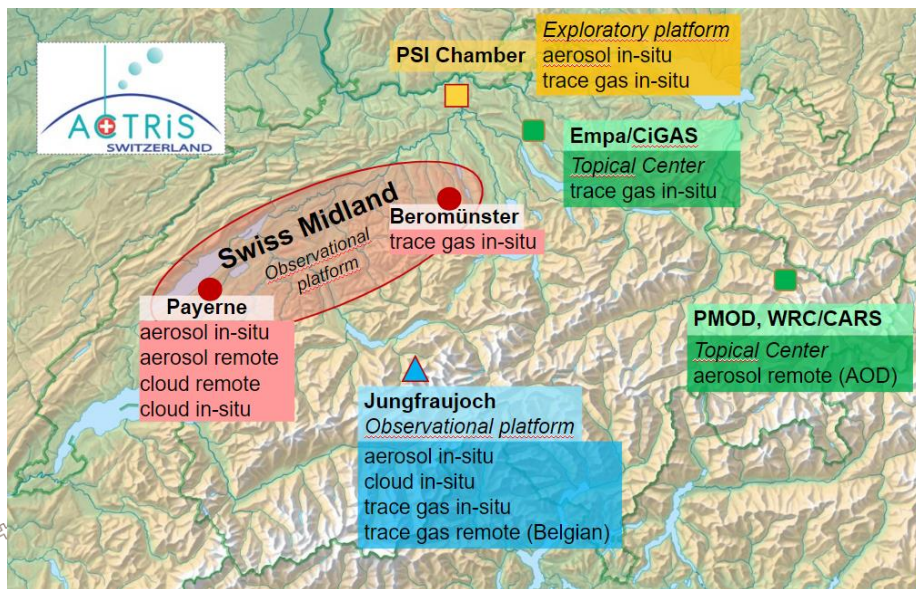 ACTRiS
SWITZERLAND
PSI Chamber
Exploratory platform
aerosol in-situ
trace gas in-situ
Empa/CiGAS
Topical Center
trace gas in-situ
Swiss Midland
Observational
platform
Beromünster
trace gas in-situ
Payerne
aerosol in-situ
aerosol remote
cloud remote
cloud in-situ
PMOD, WRC/CARS
Topical Center
aerosol remote (AOD)
Jungfraujoch
Observational platform
aerosol in-situ
cloud in-situ
trace gas in-situ
trace gas remote (Belgian)